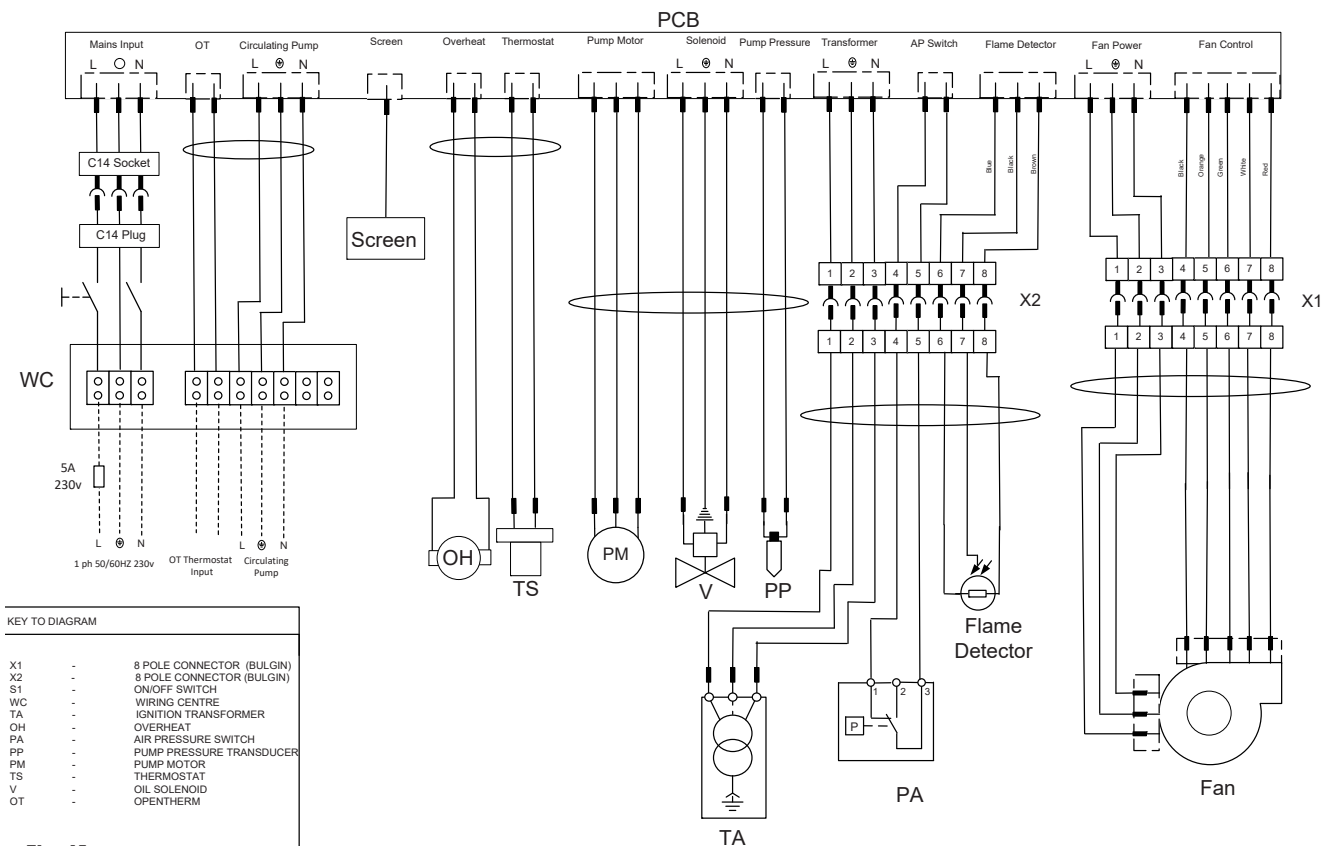 PCB
Mains Input OT Circulating Pump Screen Overheat Thermostat Pump Motor Solenoid Pump Pressure Transformer AP Switch Flame Detector Fan Power Fan Control
L N L N L N L N L N
C14 Socket
Blue Black Brown
Black Orange Green White Red
C14 Plug
Screen
1 2 3 4 5 6 7 8
1 2 3 4 5 6 7 8
X2
X1
1 2 3 4 5 6 7 8
1 2 3 4 5 6 7 8
WC
5A
230v
L N L N
1 ph 50/60HZ 230v
OT Thermostat
Input
Circulating
Pump
OH
TS
PM
V
PP
Flame
Detector
1 2 3
P
PA
TA
Fan
KEY TO DIAGRAM
X1 - 8 POLE CONNECTOR (BULGIN)
X2 - 8 POLE CONNECTOR (BULGIN)
S1 - ON/OFF SWITCH
WC - WIRING CENTRE
TA - IGNITION TRANSFORMER
OH - OVERHEAT
PA - AIR PRESSURE SWITCH
PP - PUMP PRESSURE TRANSDUCER
PM - PUMP MOTOR
TS - THERMOSTAT
V - OIL SOLENOID
OT - OPENTHERM